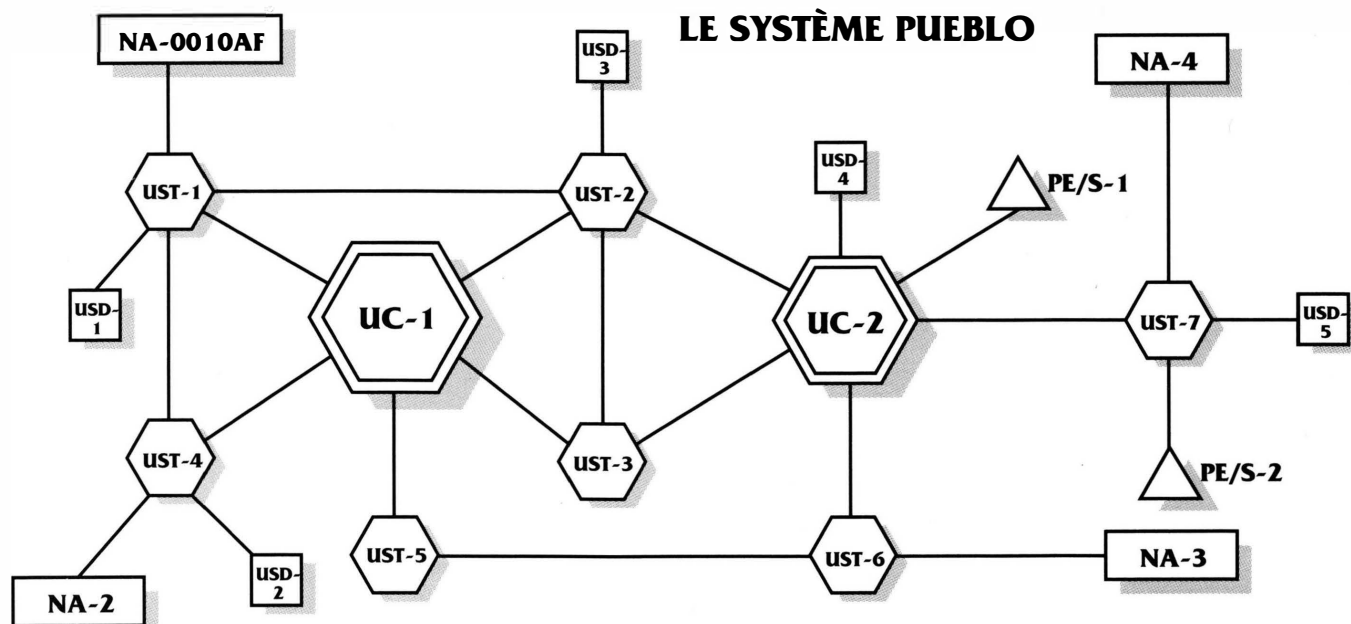 LE SYSTÈME PUEBLO
NA-0010AF
USD-
3
NA-4
UST-1
UST-2
USD-
4
PE/S-1
USD-
1
UC-1
UC-2
UST-7
USD-
5
UST-4
UST-3
PE/S-2
UST-5
UST-6
NA-3
USD-
2
NA-2